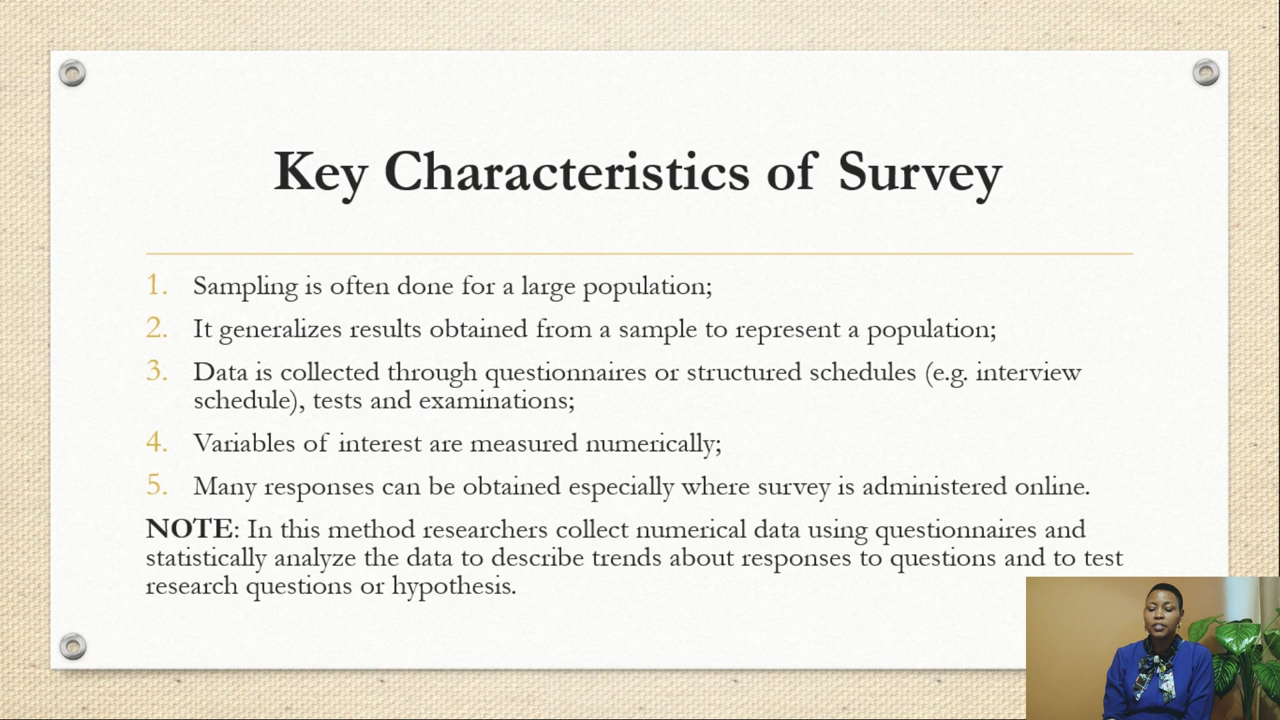 Key Characteristics of Survey
1. Sampling is often done for a large population;
2. It generalizes results obtained from a sample to represent a population;
3. Data is collected through questionnaires or structured schedules (e.g. interview
schedule), tests and examinations;
4. Variables of interest are measured numerically;
5. Many responses can be obtained especially where survey is administered online.
NOTE: In this method researchers collect numerical data using questionnaires and
statistically analyze the data to describe trends about responses to questions and to test
research questions or hypothesis.